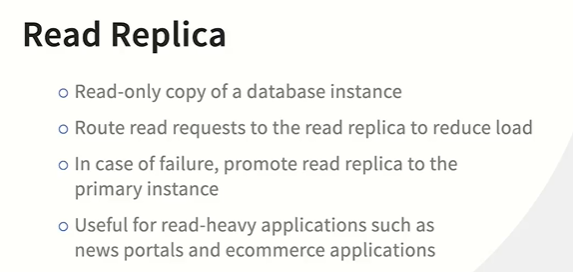 Read Replica
Read-only copy of a database instance
Route read requests to the read replica to reduce load
In case of failure, promote read replica to the
primary instance
Useful for read-heavy applications such as
news portals and ecommerce applications